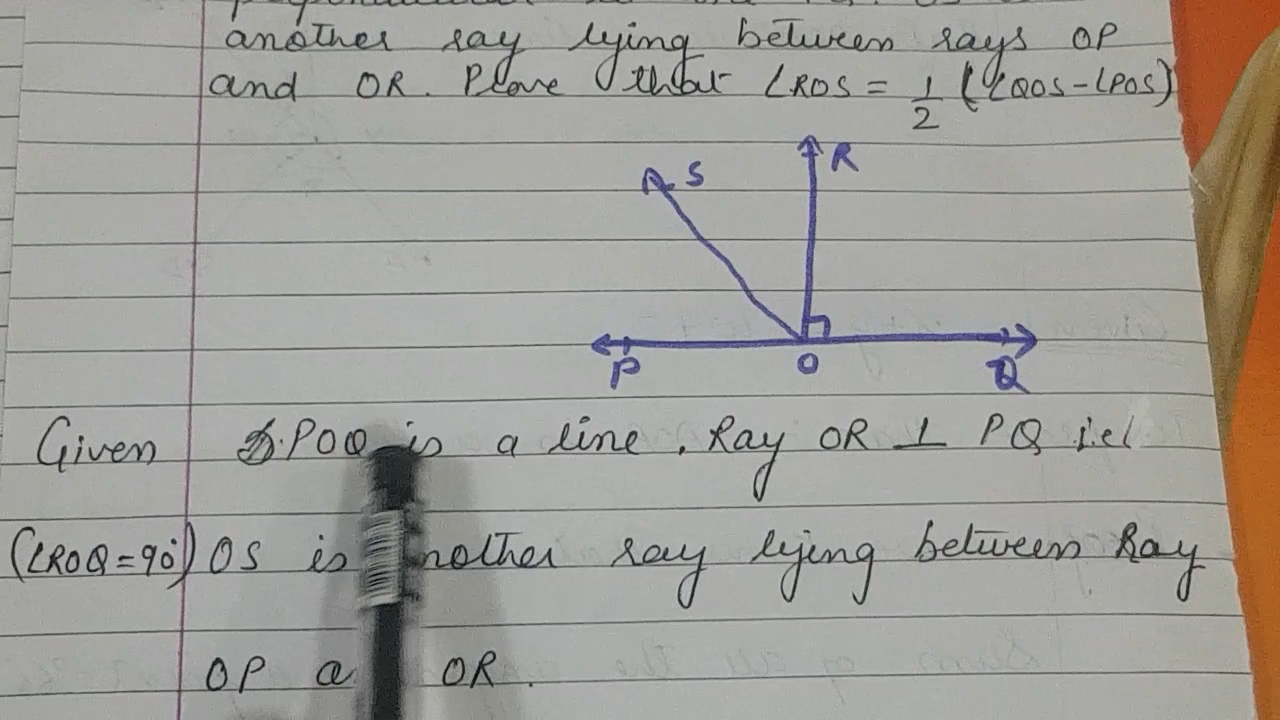 another ray lying between rays OP
and OR. Prove that ∠ROS = 1/2 (∠QOS - ∠POS)
S
R
P
O
Q
Given POQ is a line. Ray OR ⊥ PQ i.e
(∠ROQ = 90°) OS is another ray lying between Ray
OP OR.